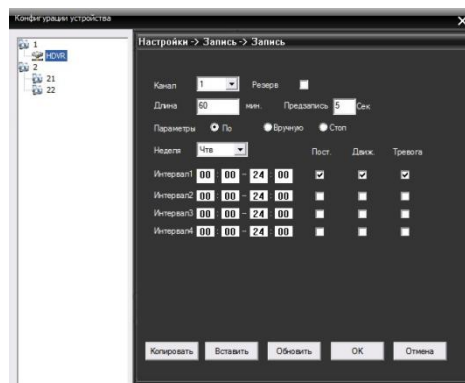 Конфигурации устройства
1
HDVR
2
21
22
Настройки -> Запись -> Запись
Канал 1 Резерв
Длина 60 мин. Предзапись 5 Сек
Параметры По Вручную Стоп
Неделя Чтв Пост. Движ. Тревога
Интервал1 00 : 00 - 24 : 00
Интервал2 00 : 00 - 24 : 00
Интервал3 00 : 00 - 24 : 00
Интервал4 00 : 00 - 24 : 00
Копировать Вставить Обновить OK Отмена